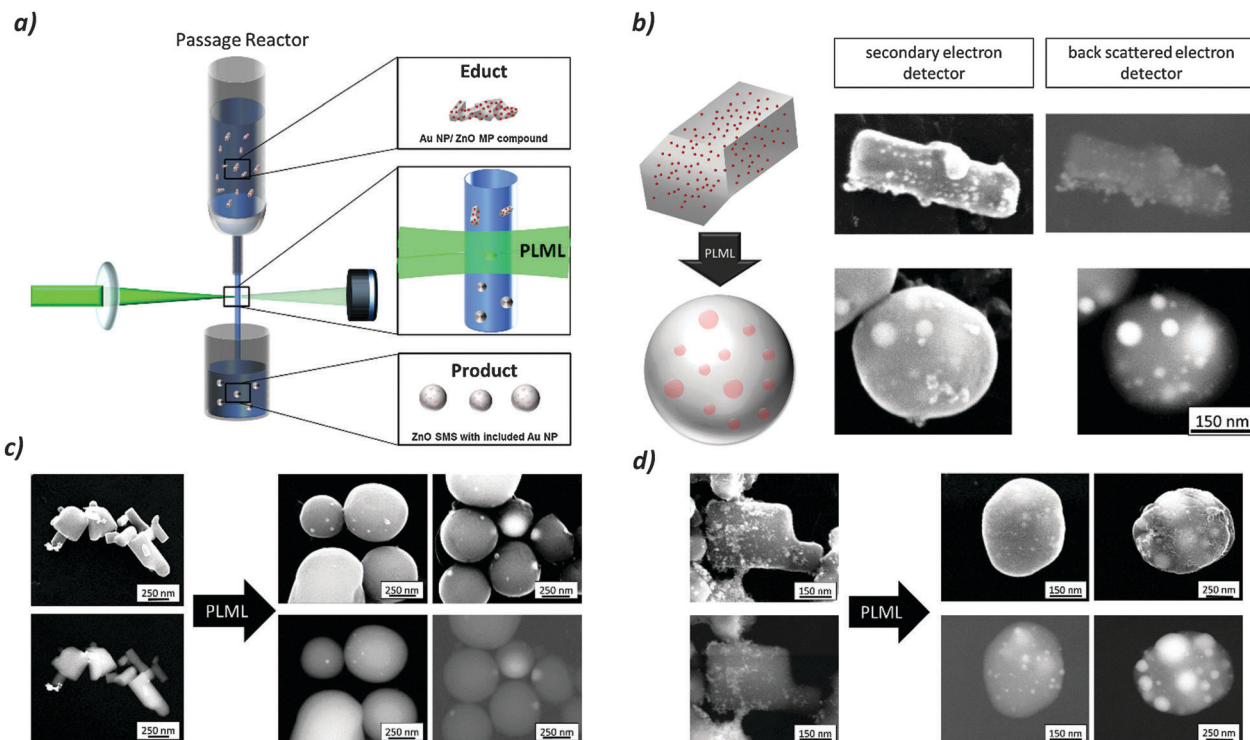 a)
Passage Reactor
Educt
Au NP/ ZnO MP compound
PLML
Product
ZnO SMS with included Au NP
b)
secondary electron
detector
back scattered electron
detector
PLML
150 nm
c)
250 nm
250 nm
250 nm
PLML
250 nm
250 nm
250 nm
d)
150 nm
150 nm
250 nm
PLML
150 nm
150 nm
250 nm